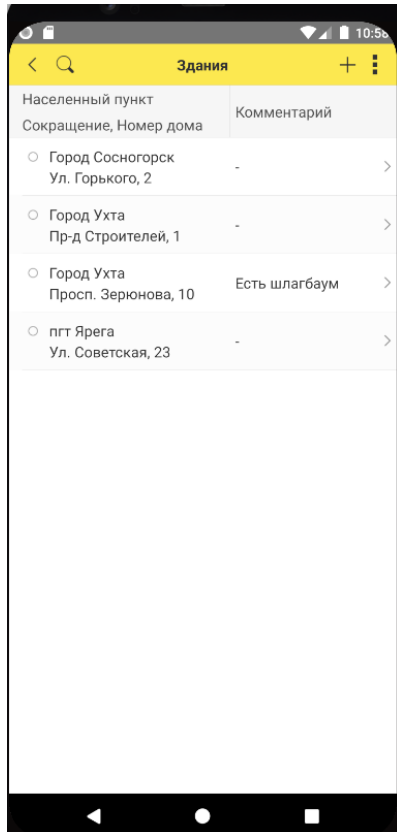 10:58
Здания
Населенный пункт
Сокращение, Номер дома
Комментарий
Город Сосногорск
Ул. Горького, 2
-
Город Ухта
Пр-д Строителей, 1
-
Город Ухта
Просп. Зерюнова, 10
Есть шлагбаум
пгт Ярега
Ул. Советская, 23
-